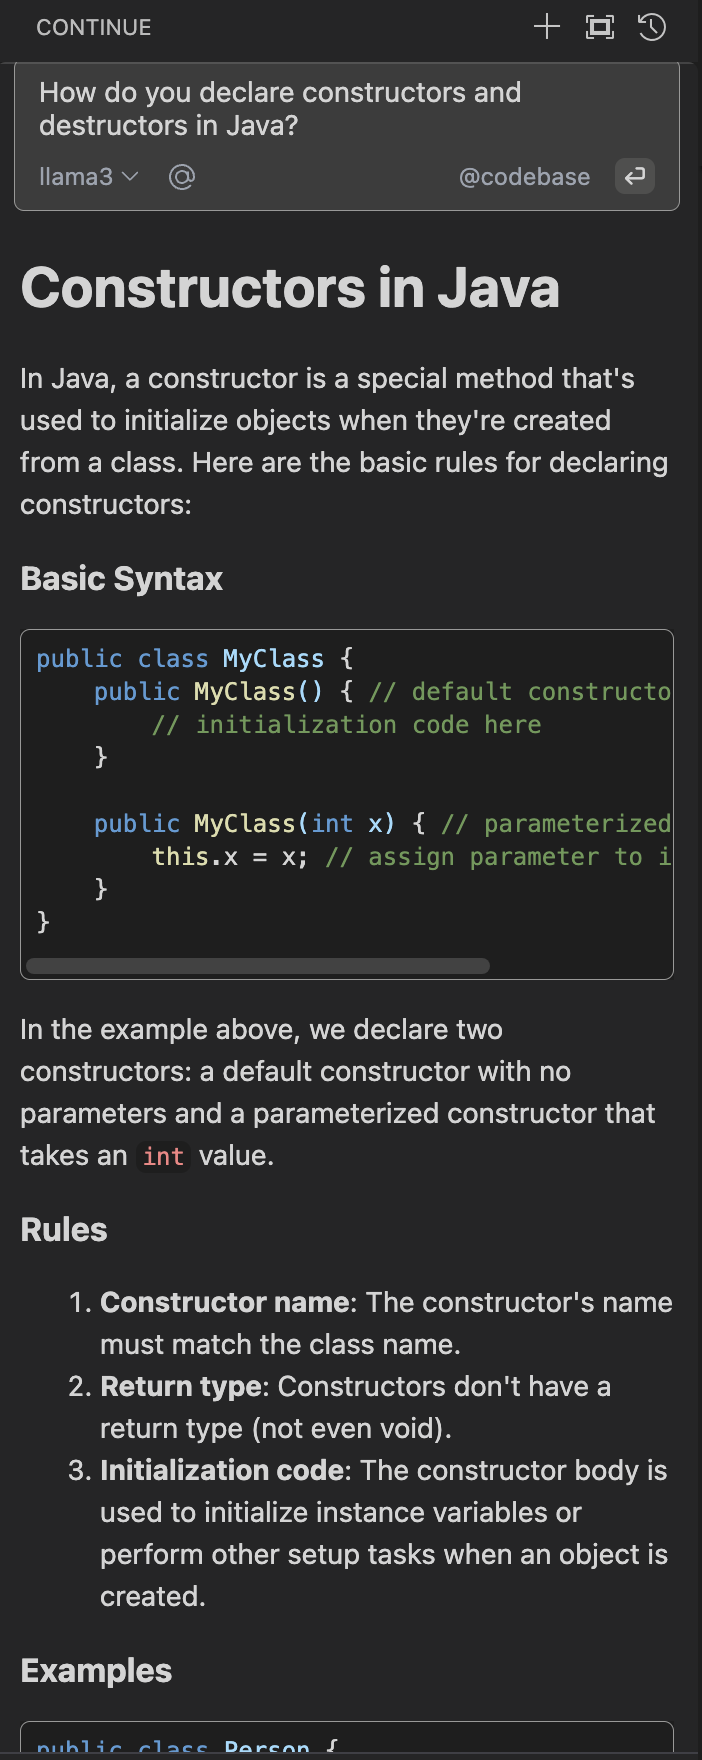 CONTINUE
How do you declare constructors and
destructors in Java?
llama3 @codebase
Constructors in Java
In Java, a constructor is a special method that's
used to initialize objects when they're created
from a class. Here are the basic rules for declaring
constructors:
Basic Syntax
public class MyClass {
    public MyClass() { // default constructo
        // initialization code here
    }

    public MyClass(int x) { // parameterized
        this.x = x; // assign parameter to i
    }
}
In the example above, we declare two
constructors: a default constructor with no
parameters and a parameterized constructor that
takes an int value.
Rules
1. Constructor name: The constructor's name
must match the class name.
2. Return type: Constructors don't have a
return type (not even void).
3. Initialization code: The constructor body is
used to initialize instance variables or
perform other setup tasks when an object is
created.
Examples
public class Person {